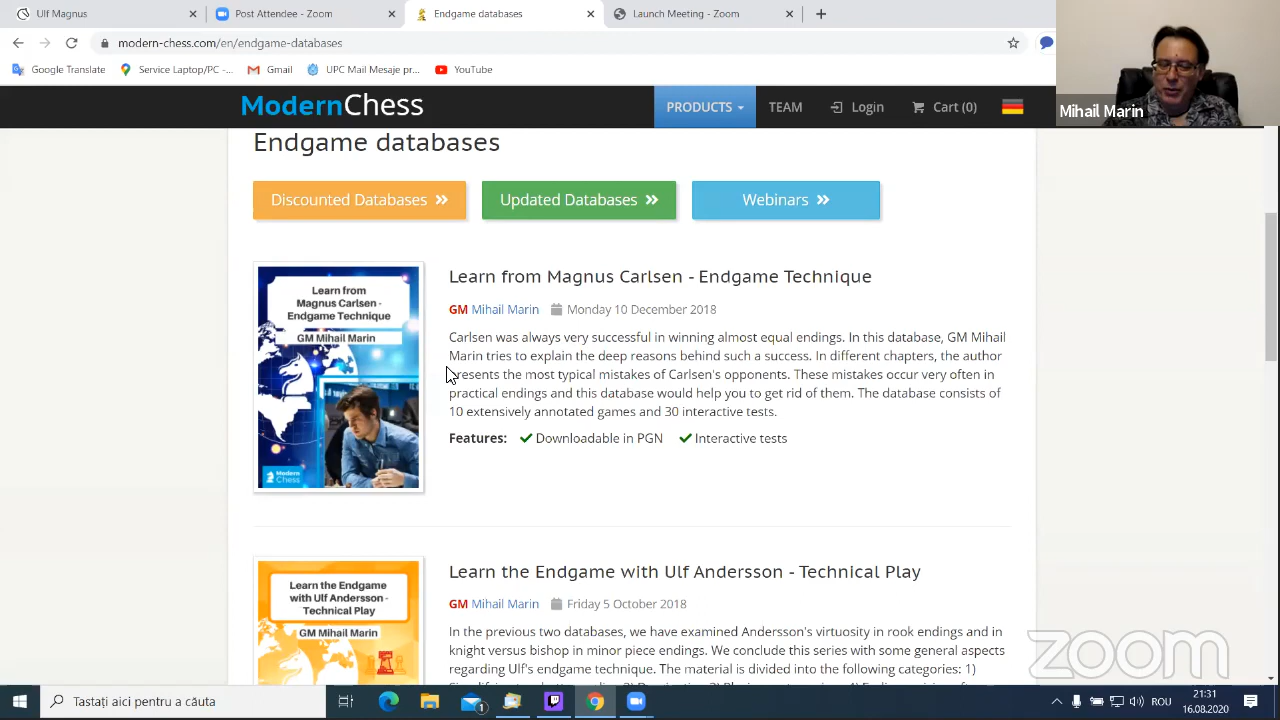 Ulf Magnus
Post Attendee - Zoom
Endgame databases
Launch Meeting - Zoom
modern-chess.com/en/endgame-databases
Google Translate
Service Laptop/PC -...
Gmail
UPC Mail Mesaje pr...
YouTube
ModernChess
PRODUCTS
TEAM
Login
Cart (0)
Mihail Marin
Endgame databases
Discounted Databases
Updated Databases
Webinars
Learn from
Magnus Carlsen -
Endgame Technique
GM Mihail Marin
Modern
Chess
Learn from Magnus Carlsen - Endgame Technique
GM Mihail Marin Monday 10 December 2018
Carlsen was always very successful in winning almost equal endings. In this database, GM Mihail
Marin tries to explain the deep reasons behind such a success. In different chapters, the author
presents the most typical mistakes of Carlsen's opponents. These mistakes occur very often in
practical endings and this database would help you to get rid of them. The database consists of
10 extensively annotated games and 30 interactive tests.
Features: Downloadable in PGN Interactive tests
Learn the Endgame
with Ulf Andersson -
Technical Play
GM Mihail Marin
Learn the Endgame with Ulf Andersson - Technical Play
GM Mihail Marin Friday 5 October 2018
In the previous two databases, we have examined Andersson's virtuosity in rook endings and in
knight versus bishop in minor piece endings. We conclude this series with some general aspects
regarding Ulf's endgame technique. The material is divided into the following categories: 1)
zoom
Tastați aici pentru a căuta
1
ROU
21:31
16.08.2020